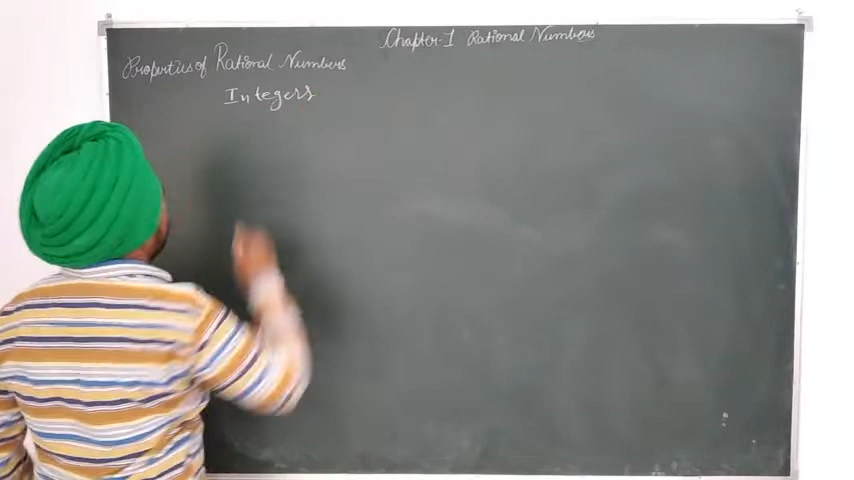 Chapter-1 Rational Numbers
Properties of Rational Numbers
Integers